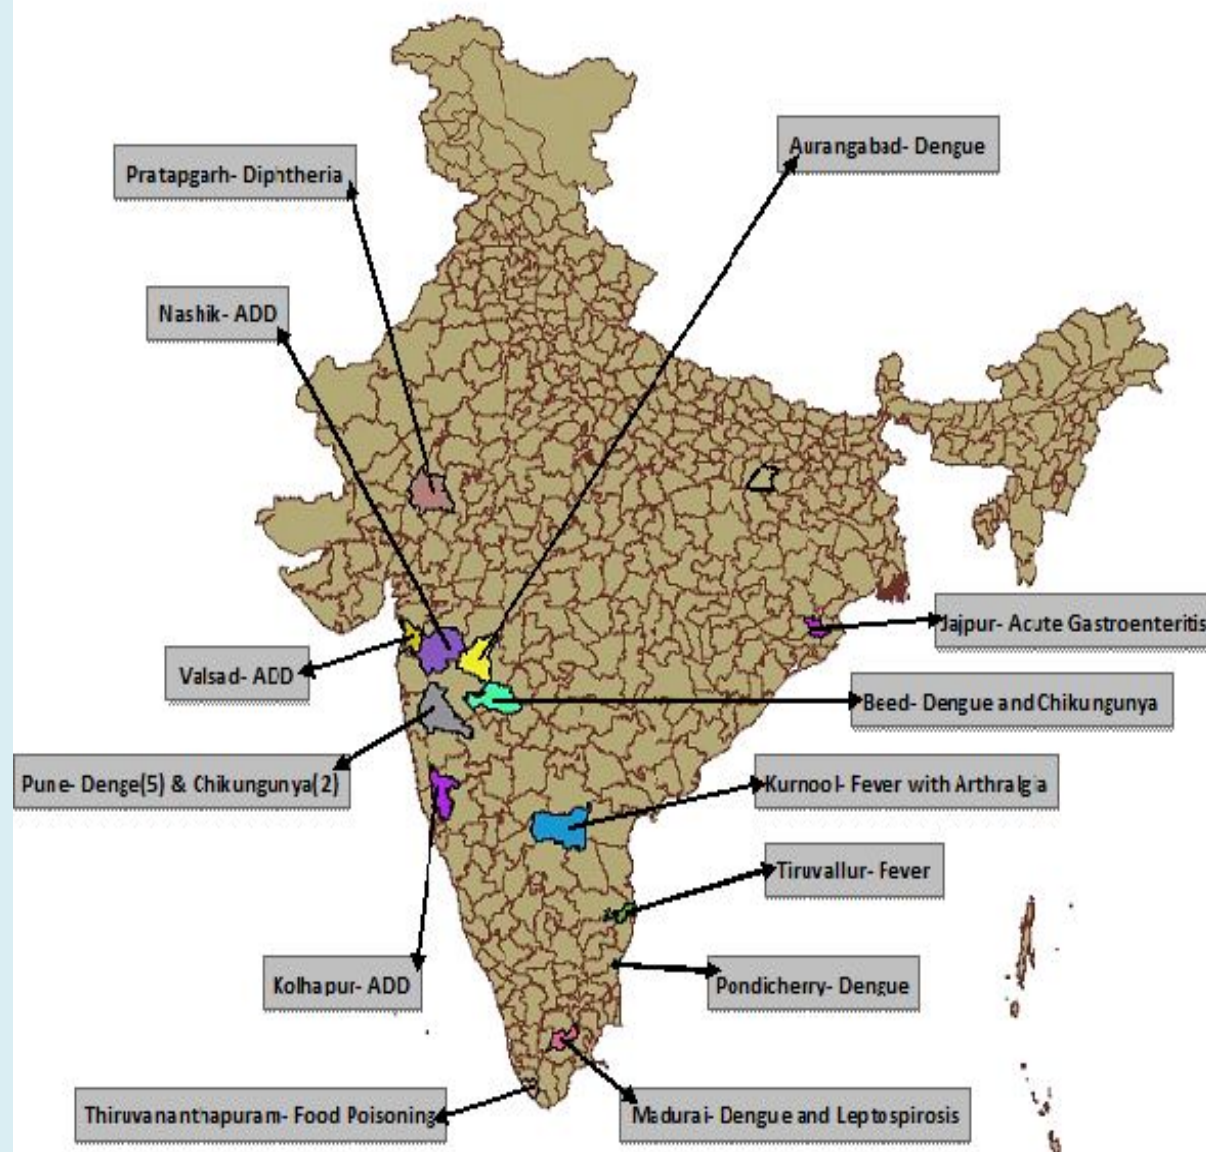 Aurangabad- Dengue
Pratapgarh- Diphtheria
Nashik- ADD
Jajpur- Acute Gastroenteritis
Valsad- ADD
Beed- Dengue and Chikungunya
Pune- Denge(5) & Chikungunya(2)
Kurnool- Fever with Arthralgia
Tiruvallur- Fever
Kolhapur- ADD
Pondicherry- Dengue
Thiruvananthapuram- Food Poisoning
Madurai- Dengue and Leptospirosis